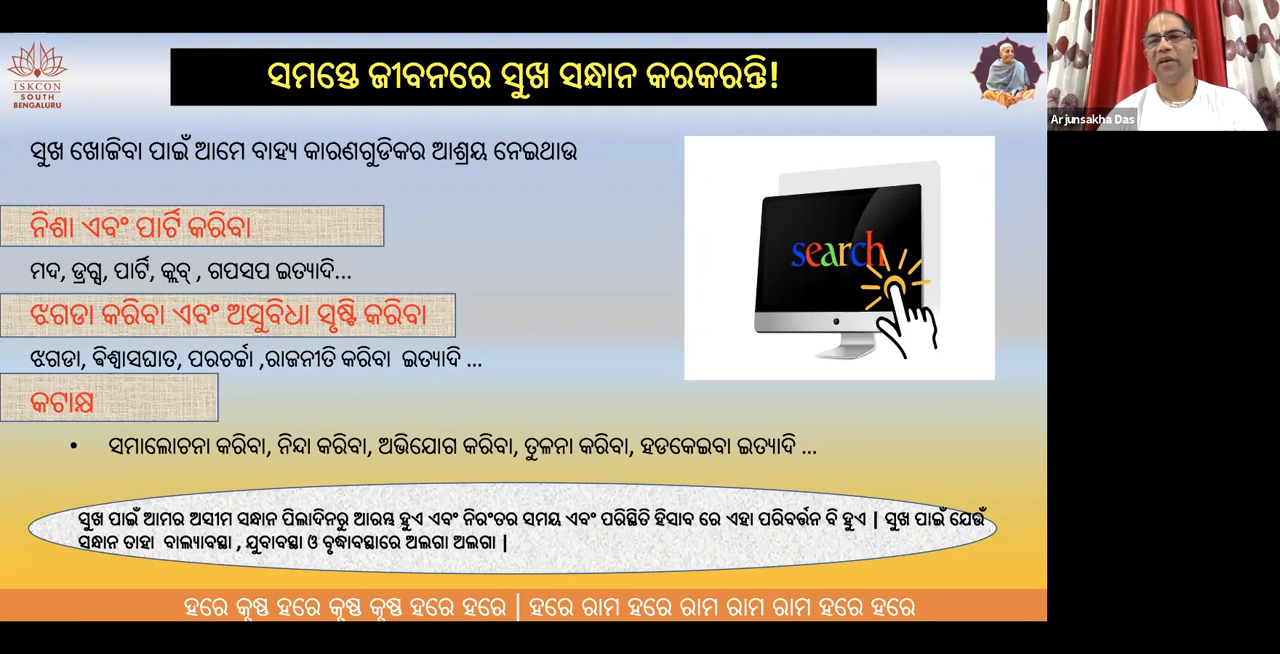 ISKCON
SOUTH
BENGALURU
ସମସ୍ତେ ଜୀବନରେ ସୁଖ ସନ୍ଧାନ କରକରନ୍ତି!
Arjunsakha Das
ସୁଖ ଖୋଜିବା ପାଇଁ ଆମେ ବାହ୍ୟ କାରଣଗୁଡିକର ଆଶ୍ରୟ ନେଇଥାଉ
ନିଶା ଏବଂ ପାର୍ଟି କରିବା
ମଦ, ଡ୍ରଗ୍ସ, ପାର୍ଟି, କ୍ଲବ୍ , ଗପସପ ଇତ୍ୟାଦି...
search
ଝଗଡା କରିବା ଏବଂ ଅସୁବିଧା ସୃଷ୍ଟି କରିବା
ଝଗଡା, ବିଶ୍ୱାସଘାତ, ପରଚର୍ଚ୍ଚା ,ରାଜନୀତି କରିବା ଇତ୍ୟାଦି ...
କଟାକ୍ଷ
• ସମାଲୋଚନା କରିବା, ନିନ୍ଦା କରିବା, ଅଭିଯୋଗ କରିବା, ତୁଳନା କରିବା, ହଡକେଇବା ଇତ୍ୟାଦି ...
ସୁଖ ପାଇଁ ଆମର ଅସୀମ ସନ୍ଧାନ ପିଲାଦିନରୁ ଆରମ୍ଭ ହୁଏ ଏବଂ ନିରଂତର ସମୟ ଏବଂ ପରିସ୍ଥିତି ହିସାବ ରେ ଏହା ପରିବର୍ତ୍ତନ ବି ହୁଏ | ସୁଖ ପାଇଁ ଯେଉଁ
ସନ୍ଧାନ ତାହା ବାଲ୍ୟାବସ୍ଥା , ଯୁବାବସ୍ଥା ଓ ବୃଦ୍ଧାବସ୍ଥାରେ ଅଲଗା ଅଲଗା |
ହରେ କୃଷ୍ଣ ହରେ କୃଷ୍ଣ କୃଷ୍ଣ ହରେ ହରେ | ହରେ ରାମ ହରେ ରାମ ରାମ ରାମ ହରେ ହରେ